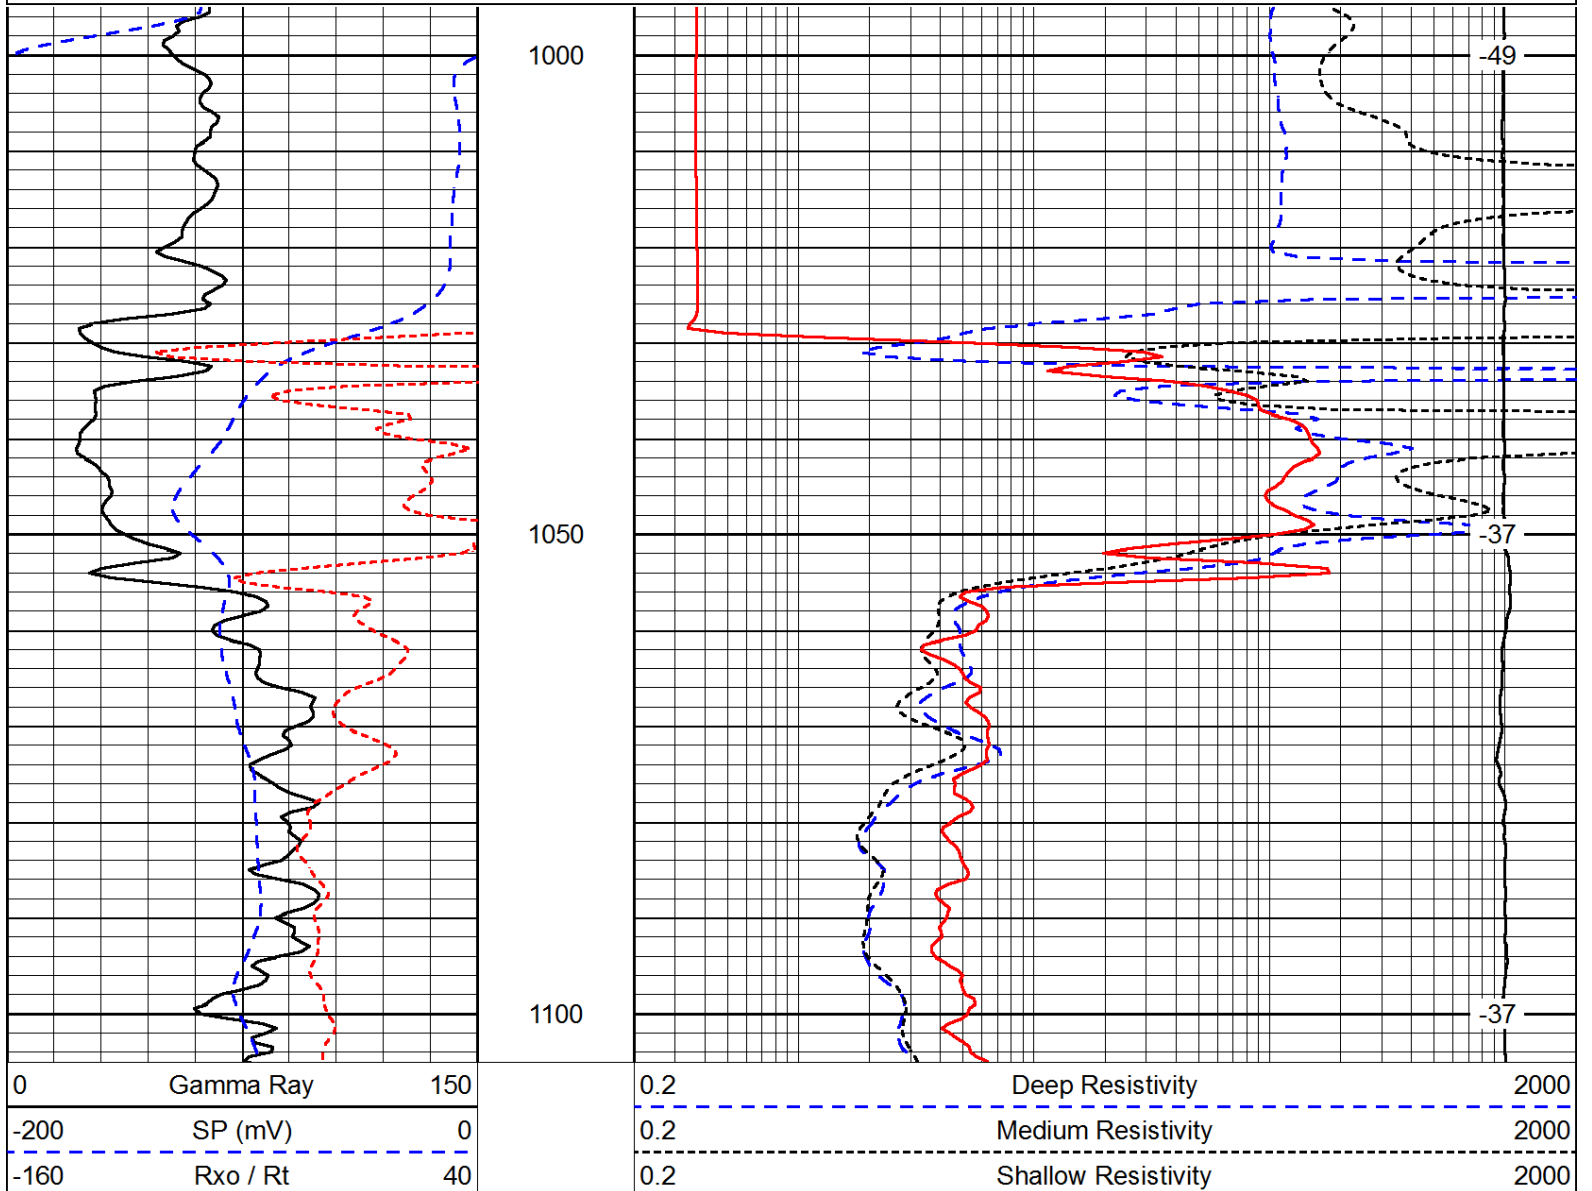 1000
-49
1050
-37
1100
-37
0 Gamma Ray 150
0.2 Deep Resistivity 2000
-200 SP (mV) 0
0.2 Medium Resistivity 2000
-160 Rxo / Rt 40
0.2 Shallow Resistivity 2000